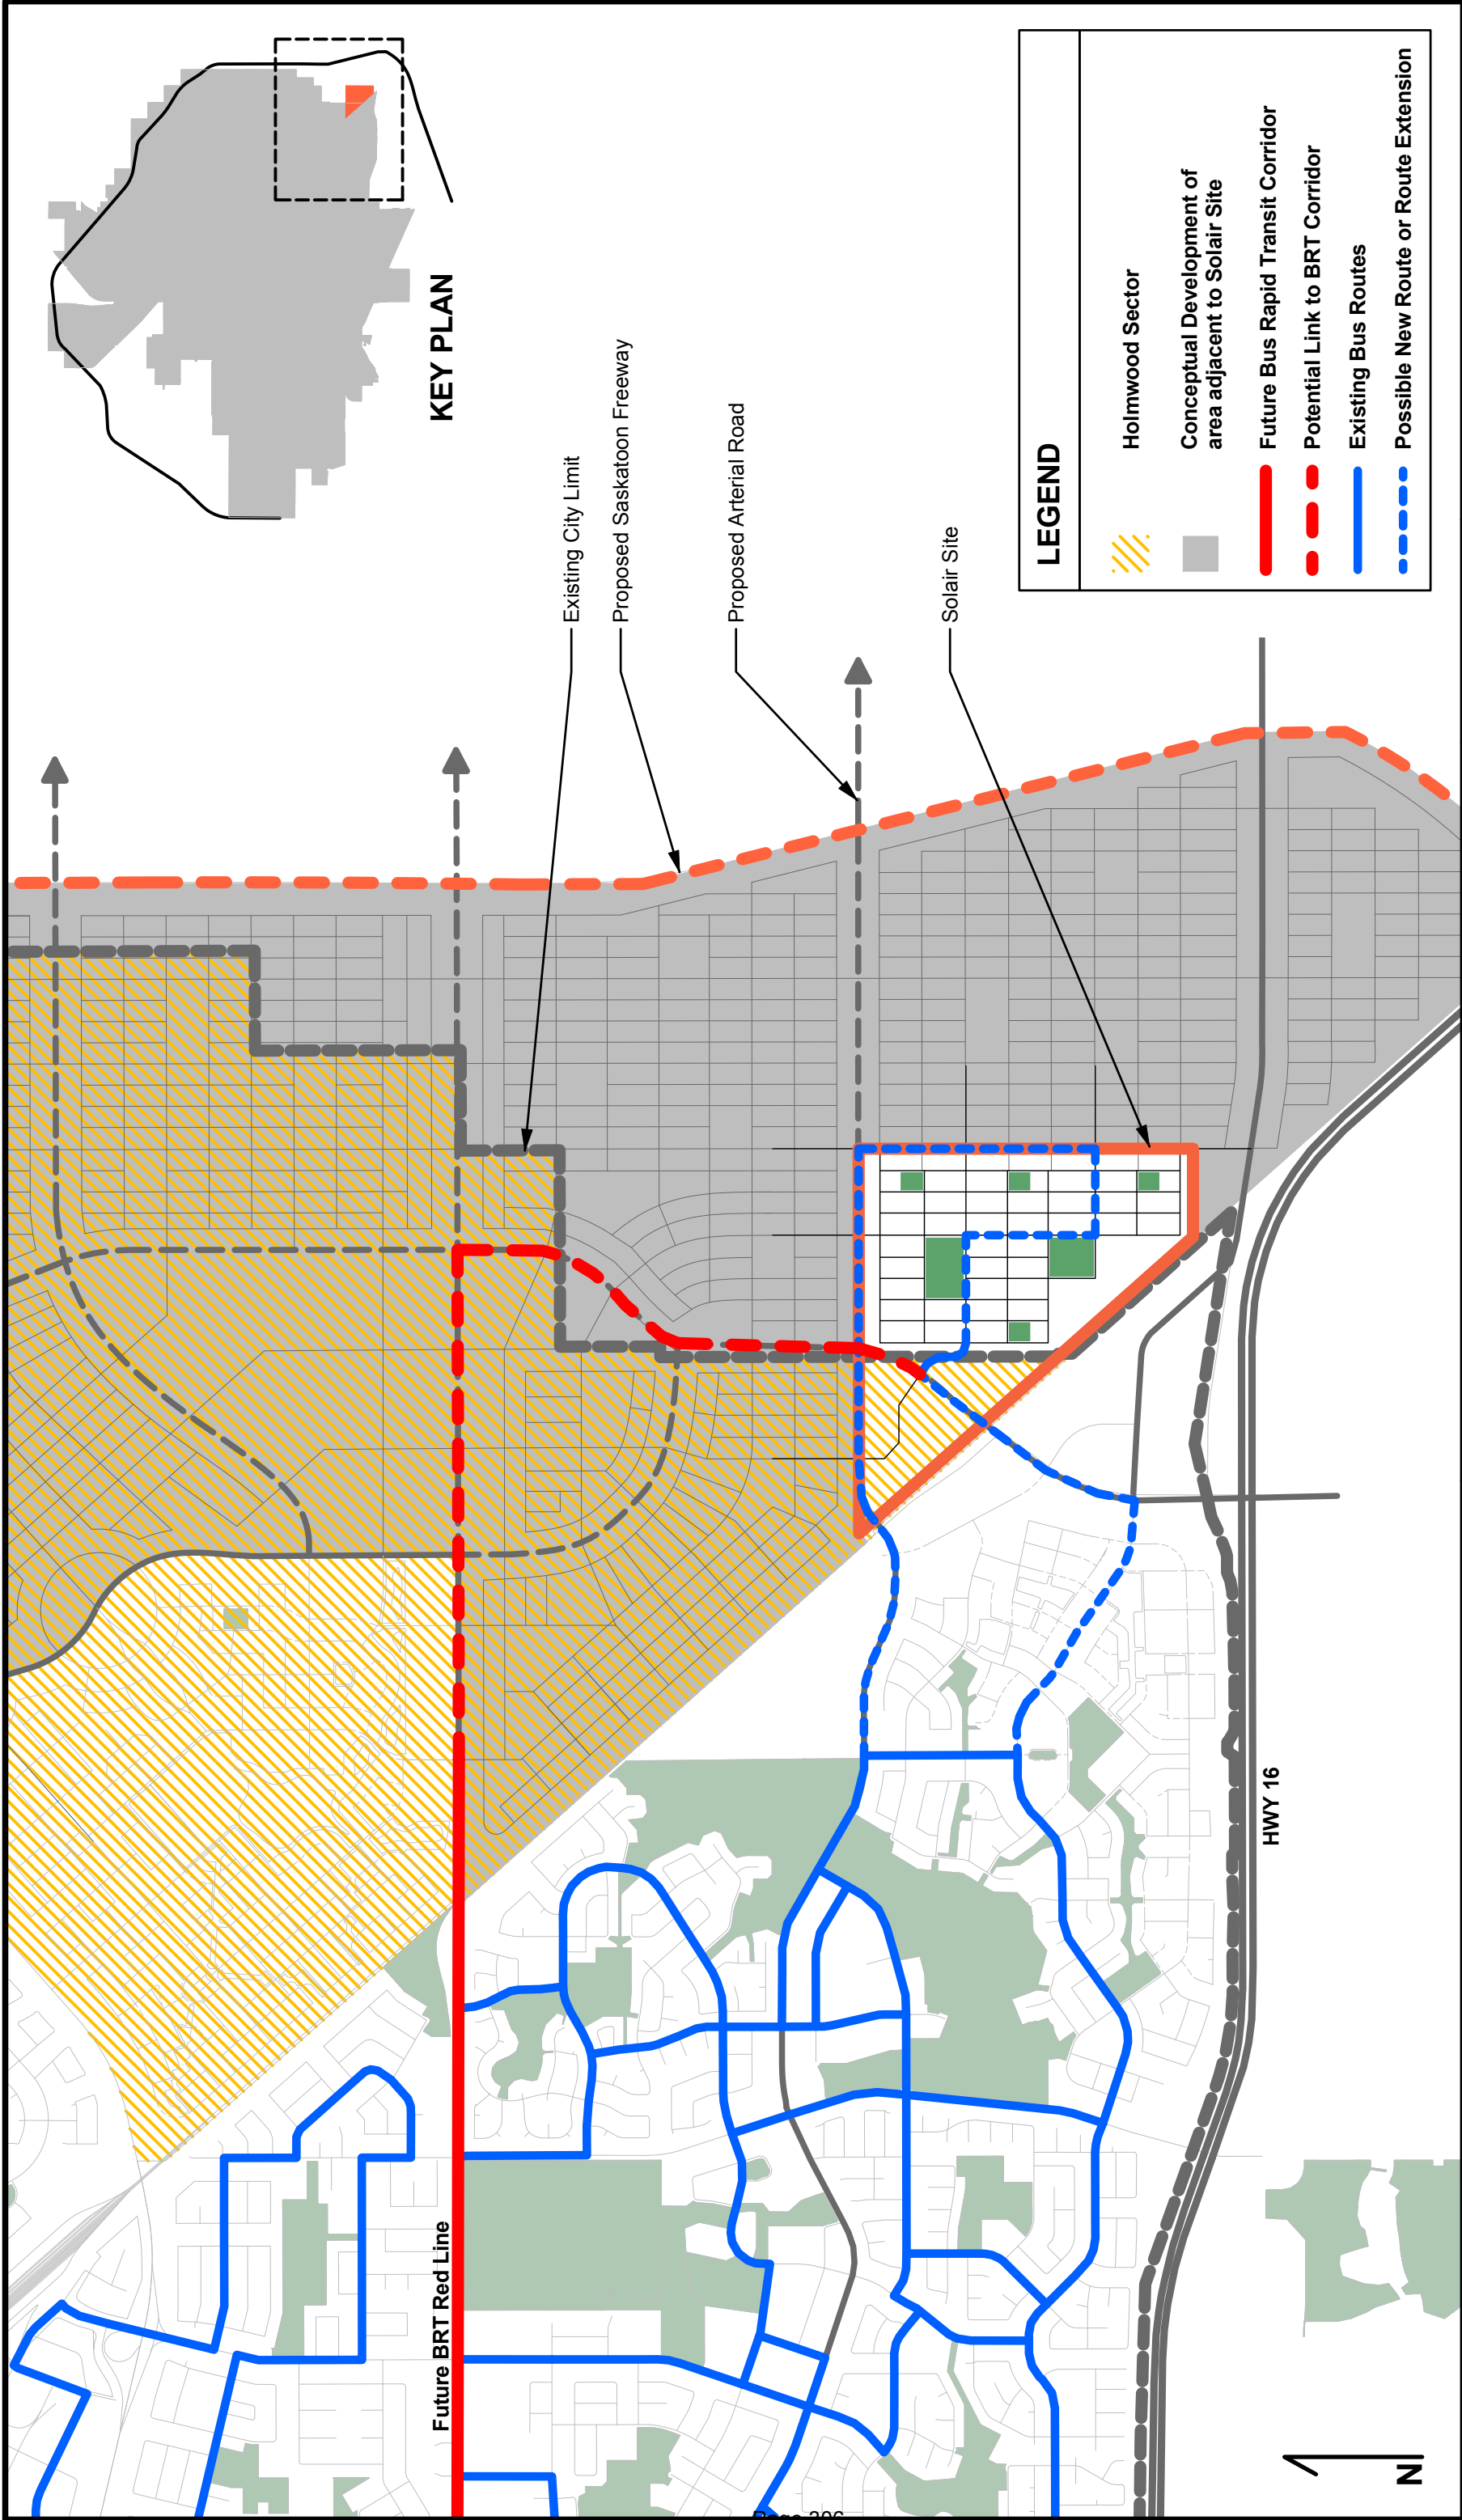 KEY PLAN
Existing City Limit
Proposed Saskatoon Freeway
Proposed Arterial Road
Solair Site
LEGEND
Holmwood Sector
Conceptual Development of
area adjacent to Solair Site
Future Bus Rapid Transit Corridor
Potential Link to BRT Corridor
Existing Bus Routes
Possible New Route or Route Extension
Future BRT Red Line
HWY 16
N